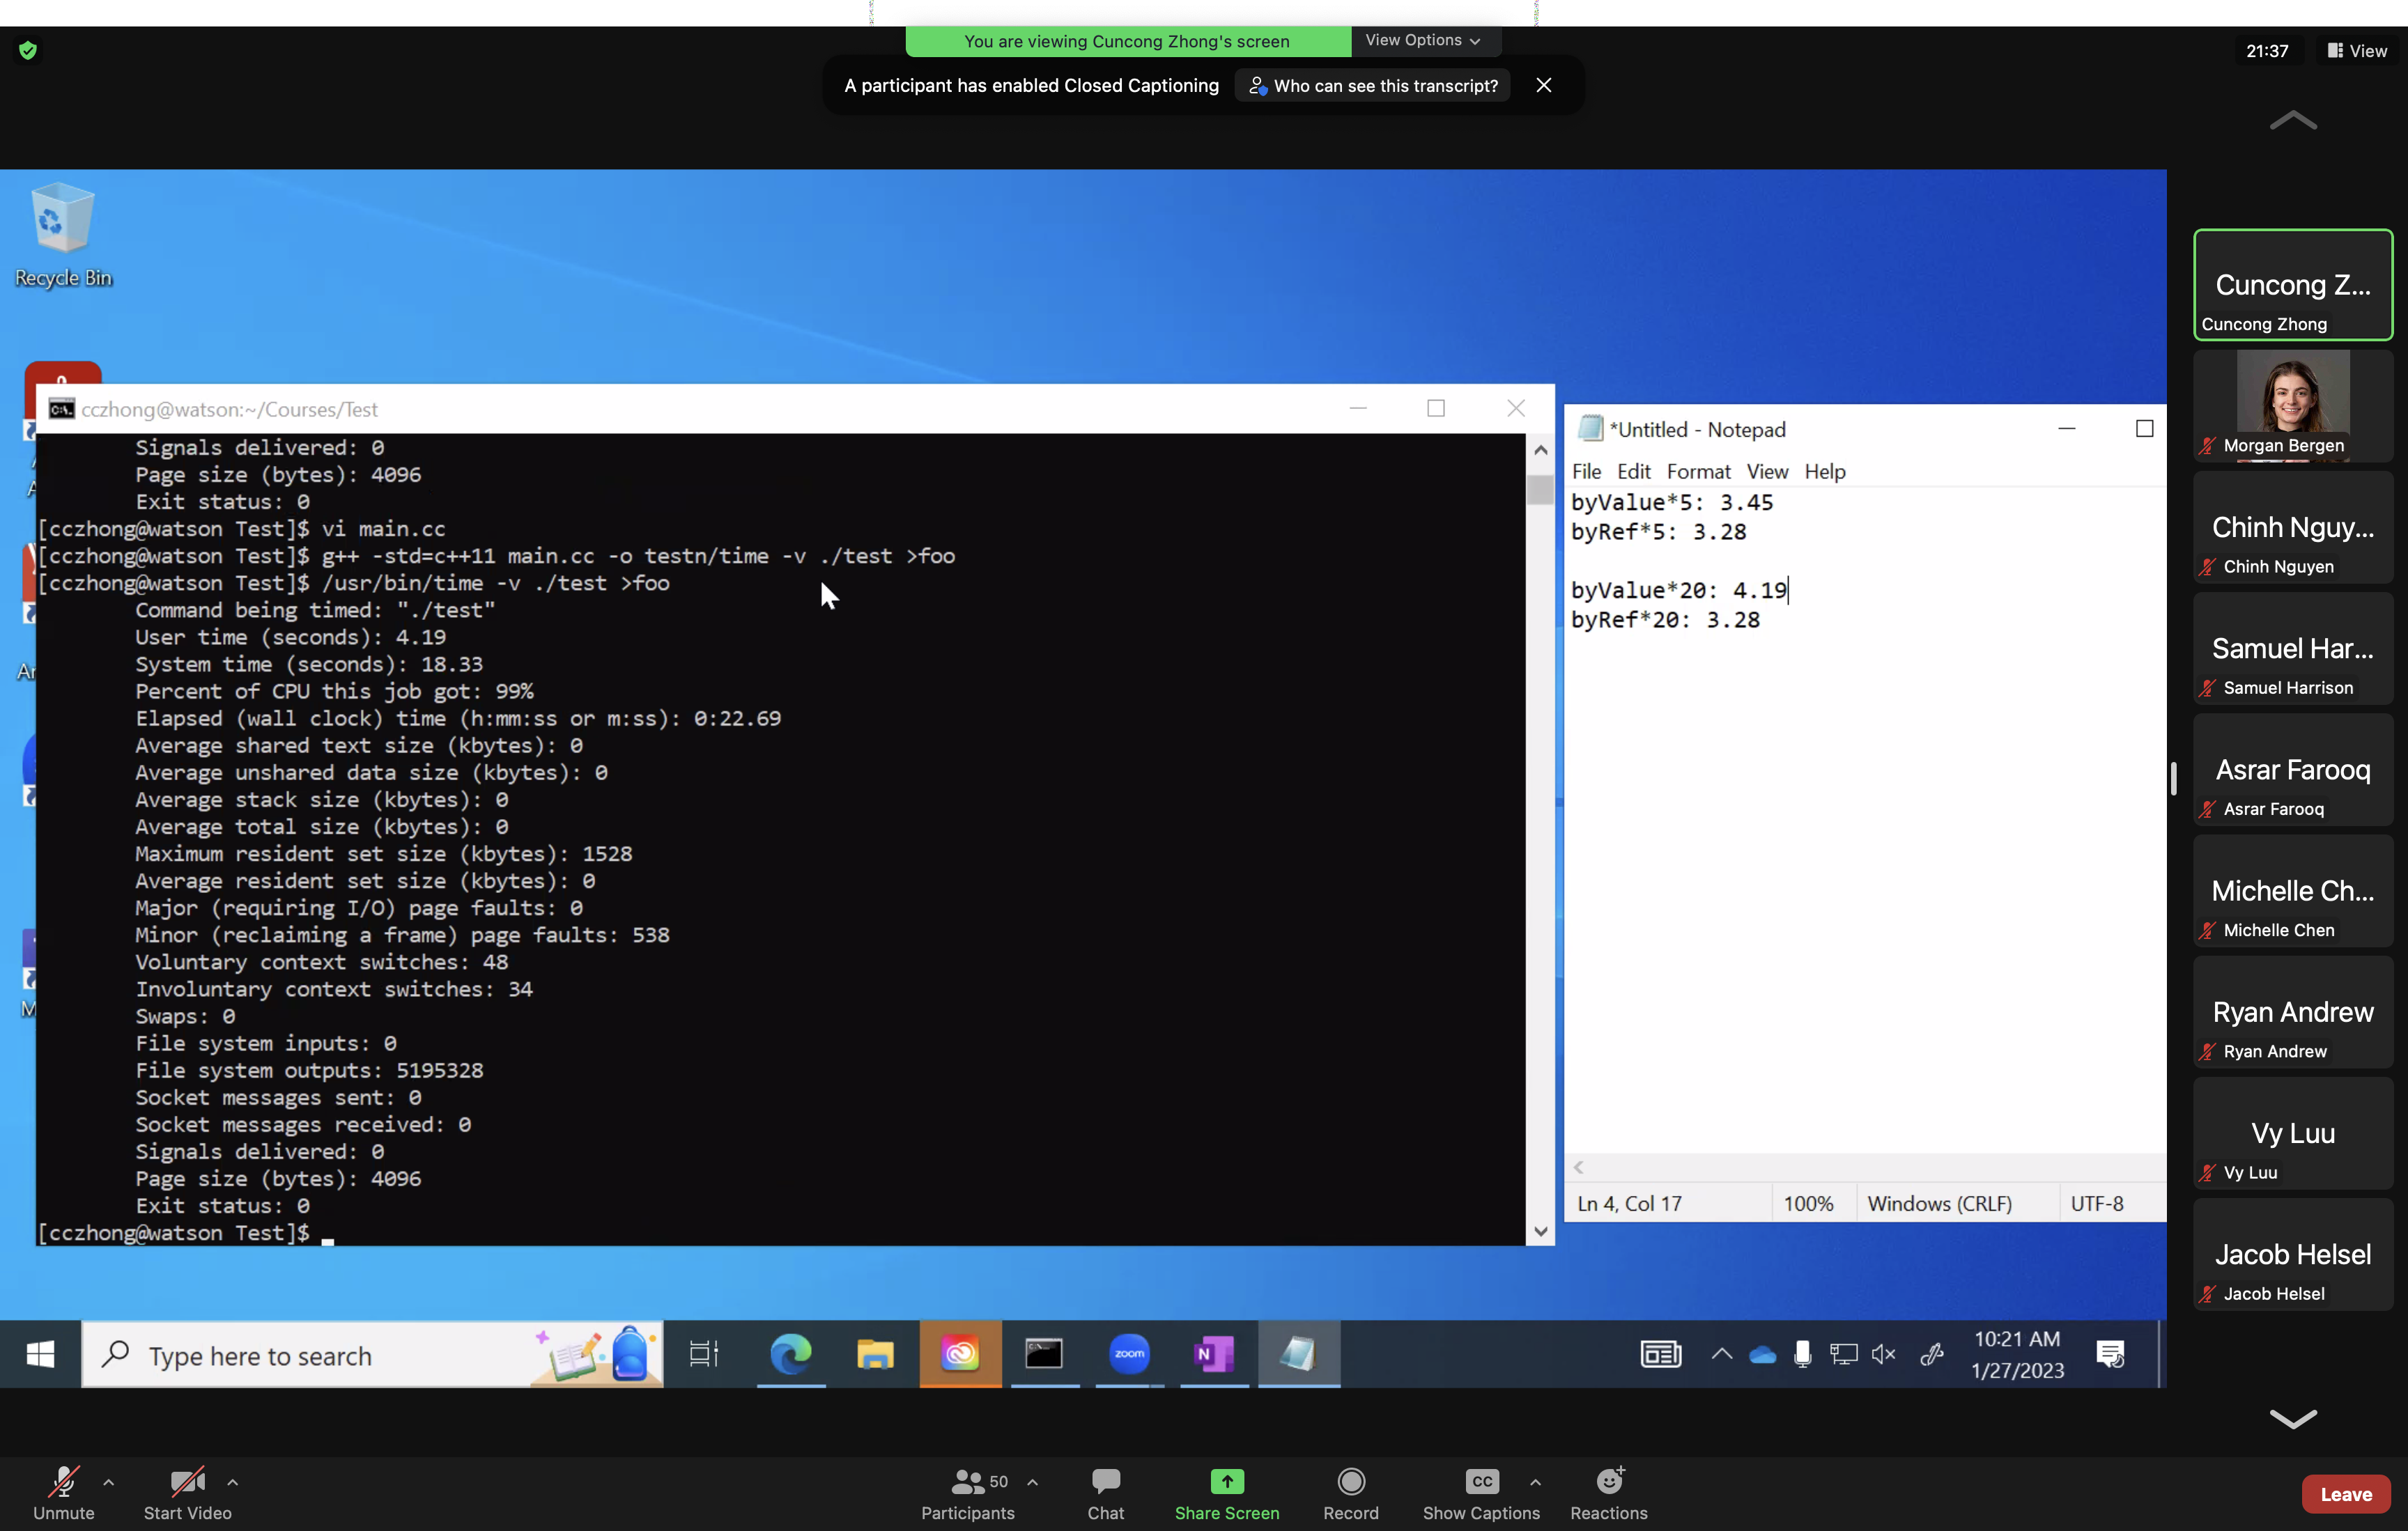 You are viewing Cuncong Zhong's screen
View Options
21:37
View
A participant has enabled Closed Captioning
Who can see this transcript?
Recycle Bin
cczhong@watson:~/Courses/Test
Signals delivered: 0
Page size (bytes): 4096
Exit status: 0
[cczhong@watson Test]$ vi main.cc
[cczhong@watson Test]$ g++ -std=c++11 main.cc -o testn/time -v ./test >foo
[cczhong@watson Test]$ /usr/bin/time -v ./test >foo
Command being timed: "./test"
User time (seconds): 4.19
System time (seconds): 18.33
Percent of CPU this job got: 99%
Elapsed (wall clock) time (h:mm:ss or m:ss): 0:22.69
Average shared text size (kbytes): 0
Average unshared data size (kbytes): 0
Average stack size (kbytes): 0
Average total size (kbytes): 0
Maximum resident set size (kbytes): 1528
Average resident set size (kbytes): 0
Major (requiring I/O) page faults: 0
Minor (reclaiming a frame) page faults: 538
Voluntary context switches: 48
Involuntary context switches: 34
Swaps: 0
File system inputs: 0
File system outputs: 5195328
Socket messages sent: 0
Socket messages received: 0
Signals delivered: 0
Page size (bytes): 4096
Exit status: 0
[cczhong@watson Test]$
*Untitled - Notepad
File Edit Format View Help
byValue*5: 3.45
byRef*5: 3.28
byValue*20: 4.19
byRef*20: 3.28
Ln 4, Col 17
100%
Windows (CRLF)
UTF-8
Cuncong Z...
Cuncong Zhong
Morgan Bergen
Chinh Nguy...
Chinh Nguyen
Samuel Har...
Samuel Harrison
Asrar Farooq
Asrar Farooq
Michelle Ch...
Michelle Chen
Ryan Andrew
Ryan Andrew
Vy Luu
Vy Luu
Jacob Helsel
Jacob Helsel
Type here to search
zoom
N
10:21 AM
1/27/2023
Unmute
Start Video
50
Participants
Chat
Share Screen
Record
CC
Show Captions
Reactions
Leave